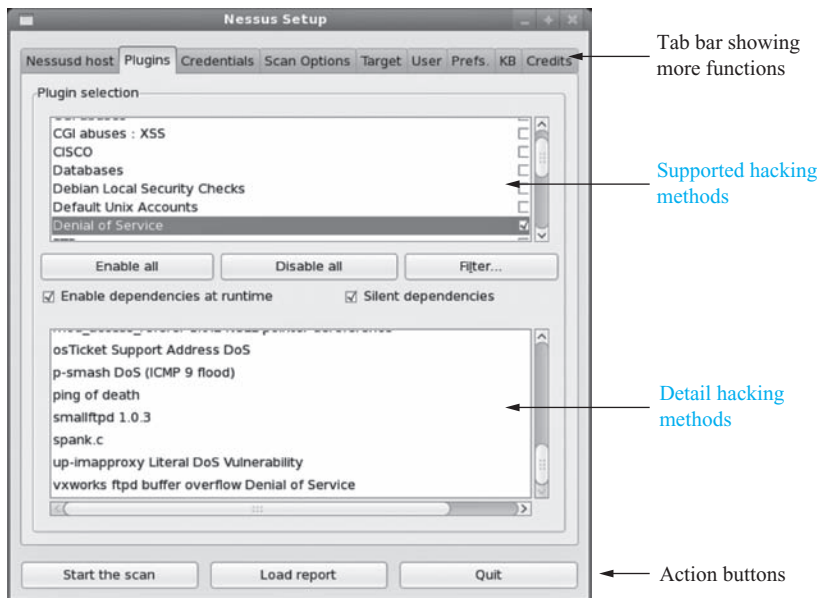 Nessus Setup
Nessusd host Plugins Credentials Scan Options Target User Prefs. KB Credits
Tab bar showing
more functions
Plugin selection
CGI abuses : XSS
CISCO
Databases
Debian Local Security Checks
Default Unix Accounts
Denial of Service
Supported hacking
methods
Enable all Disable all Filter...
Enable dependencies at runtime Silent dependencies
osTicket Support Address DoS
p-smash DoS (ICMP 9 flood)
ping of death
smallftpd 1.0.3
spank.c
up-imapproxy Literal DoS Vulnerability
vxworks ftpd buffer overflow Denial of Service
Detail hacking
methods
Start the scan Load report Quit
Action buttons